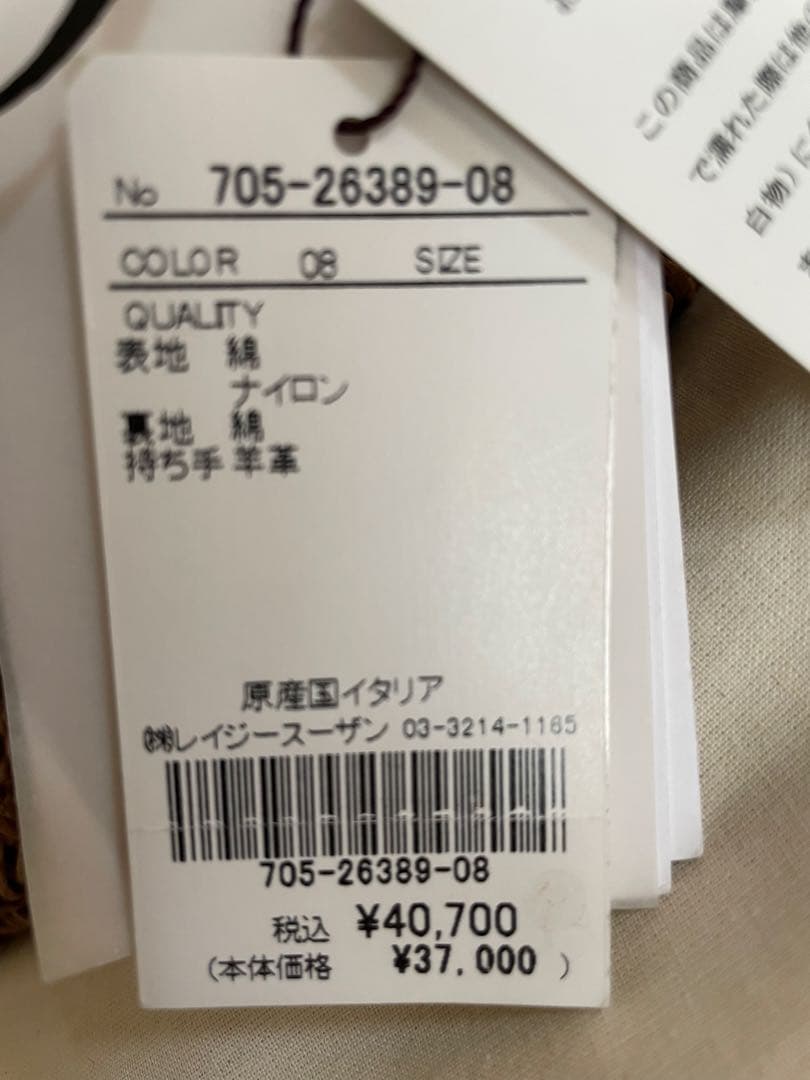 No 705-26389-08
COLOR 08 SIZE
QUALITY
表地 綿
ナイロン
裏地 綿
持ち手 羊革
原産国イタリア
㈱レイジースーザン 03-3214-1165
705-26389-08
税込 ¥40,700
(本体価格 ¥37,000 )
この商品は
で濡れた際は他
白物)に